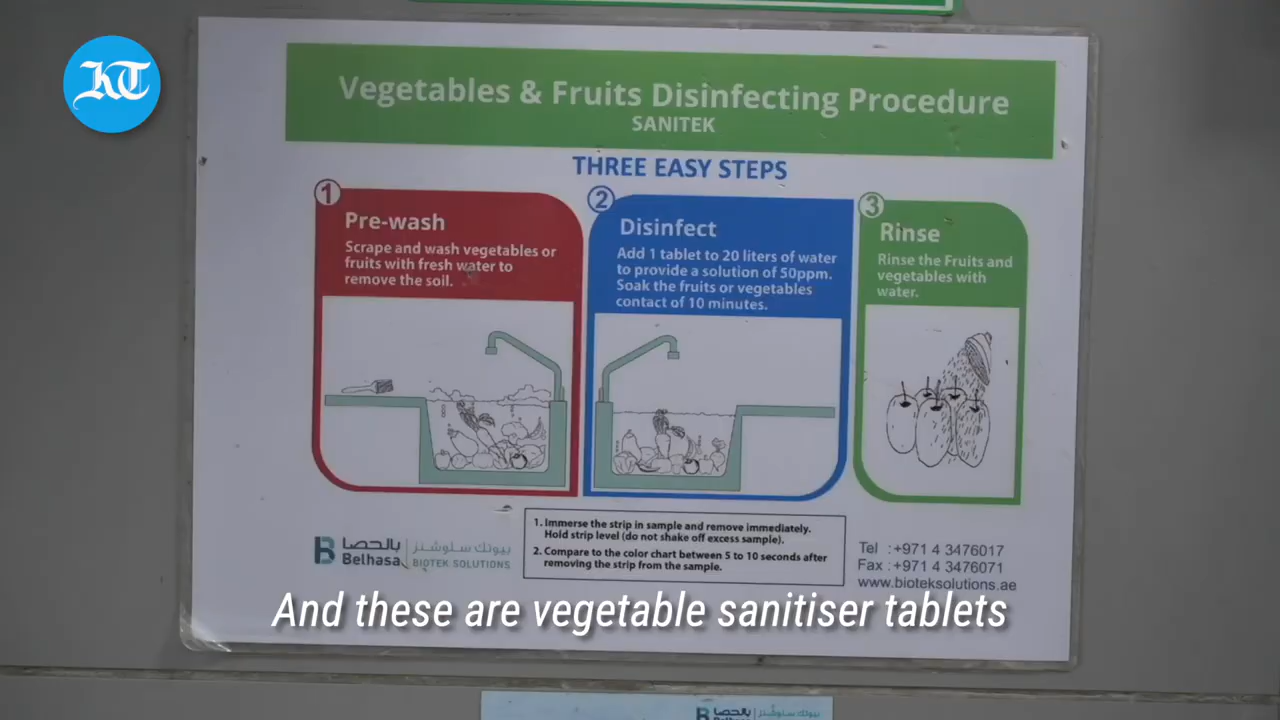 KT
Vegetables & Fruits Disinfecting Procedure
SANITEK
THREE EASY STEPS
1
Pre-wash
Scrape and wash vegetables or
fruits with fresh water to
remove the soil.
2
Disinfect
Add 1 tablet to 20 liters of water
to provide a solution of 50ppm.
Soak the fruits or vegetables
contact of 10 minutes.
3
Rinse
Rinse the Fruits and
vegetables with
water.
بالحصا
Belhasa
بيوتك سلوشنز
BIOTEK SOLUTIONS
1. Immerse the strip in sample and remove immediately.
Hold strip level (do not shake off excess sample).
2. Compare to the color chart between 5 to 10 seconds after
removing the strip from the sample.
Tel : +971 4 3476017
Fax : +971 4 3476071
www.bioteksolutions.ae
And these are vegetable sanitiser tablets
بالحصا
بيوتك سلوشنز